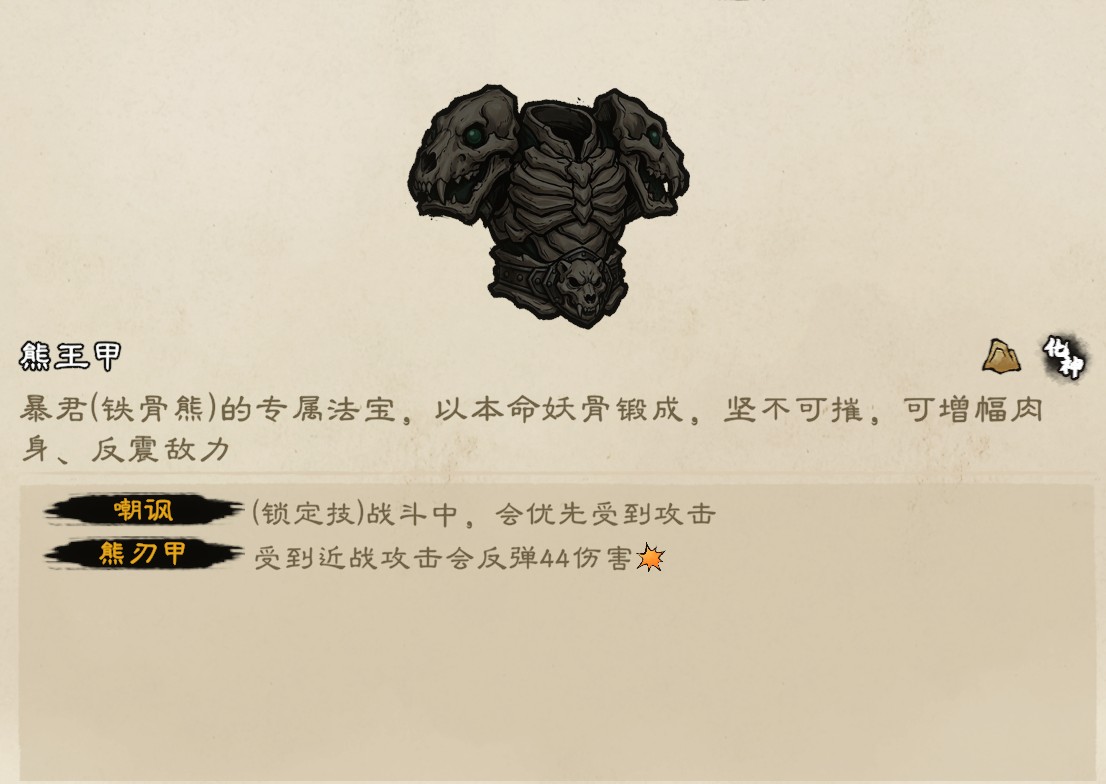 熊王甲
化神
暴君(铁骨熊)的专属法宝，以本命妖骨锻成，坚不可摧，可增幅肉
身、反震敌力
嘲讽 (锁定技)战斗中，会优先受到攻击
熊刃甲 受到近战攻击会反弹44伤害